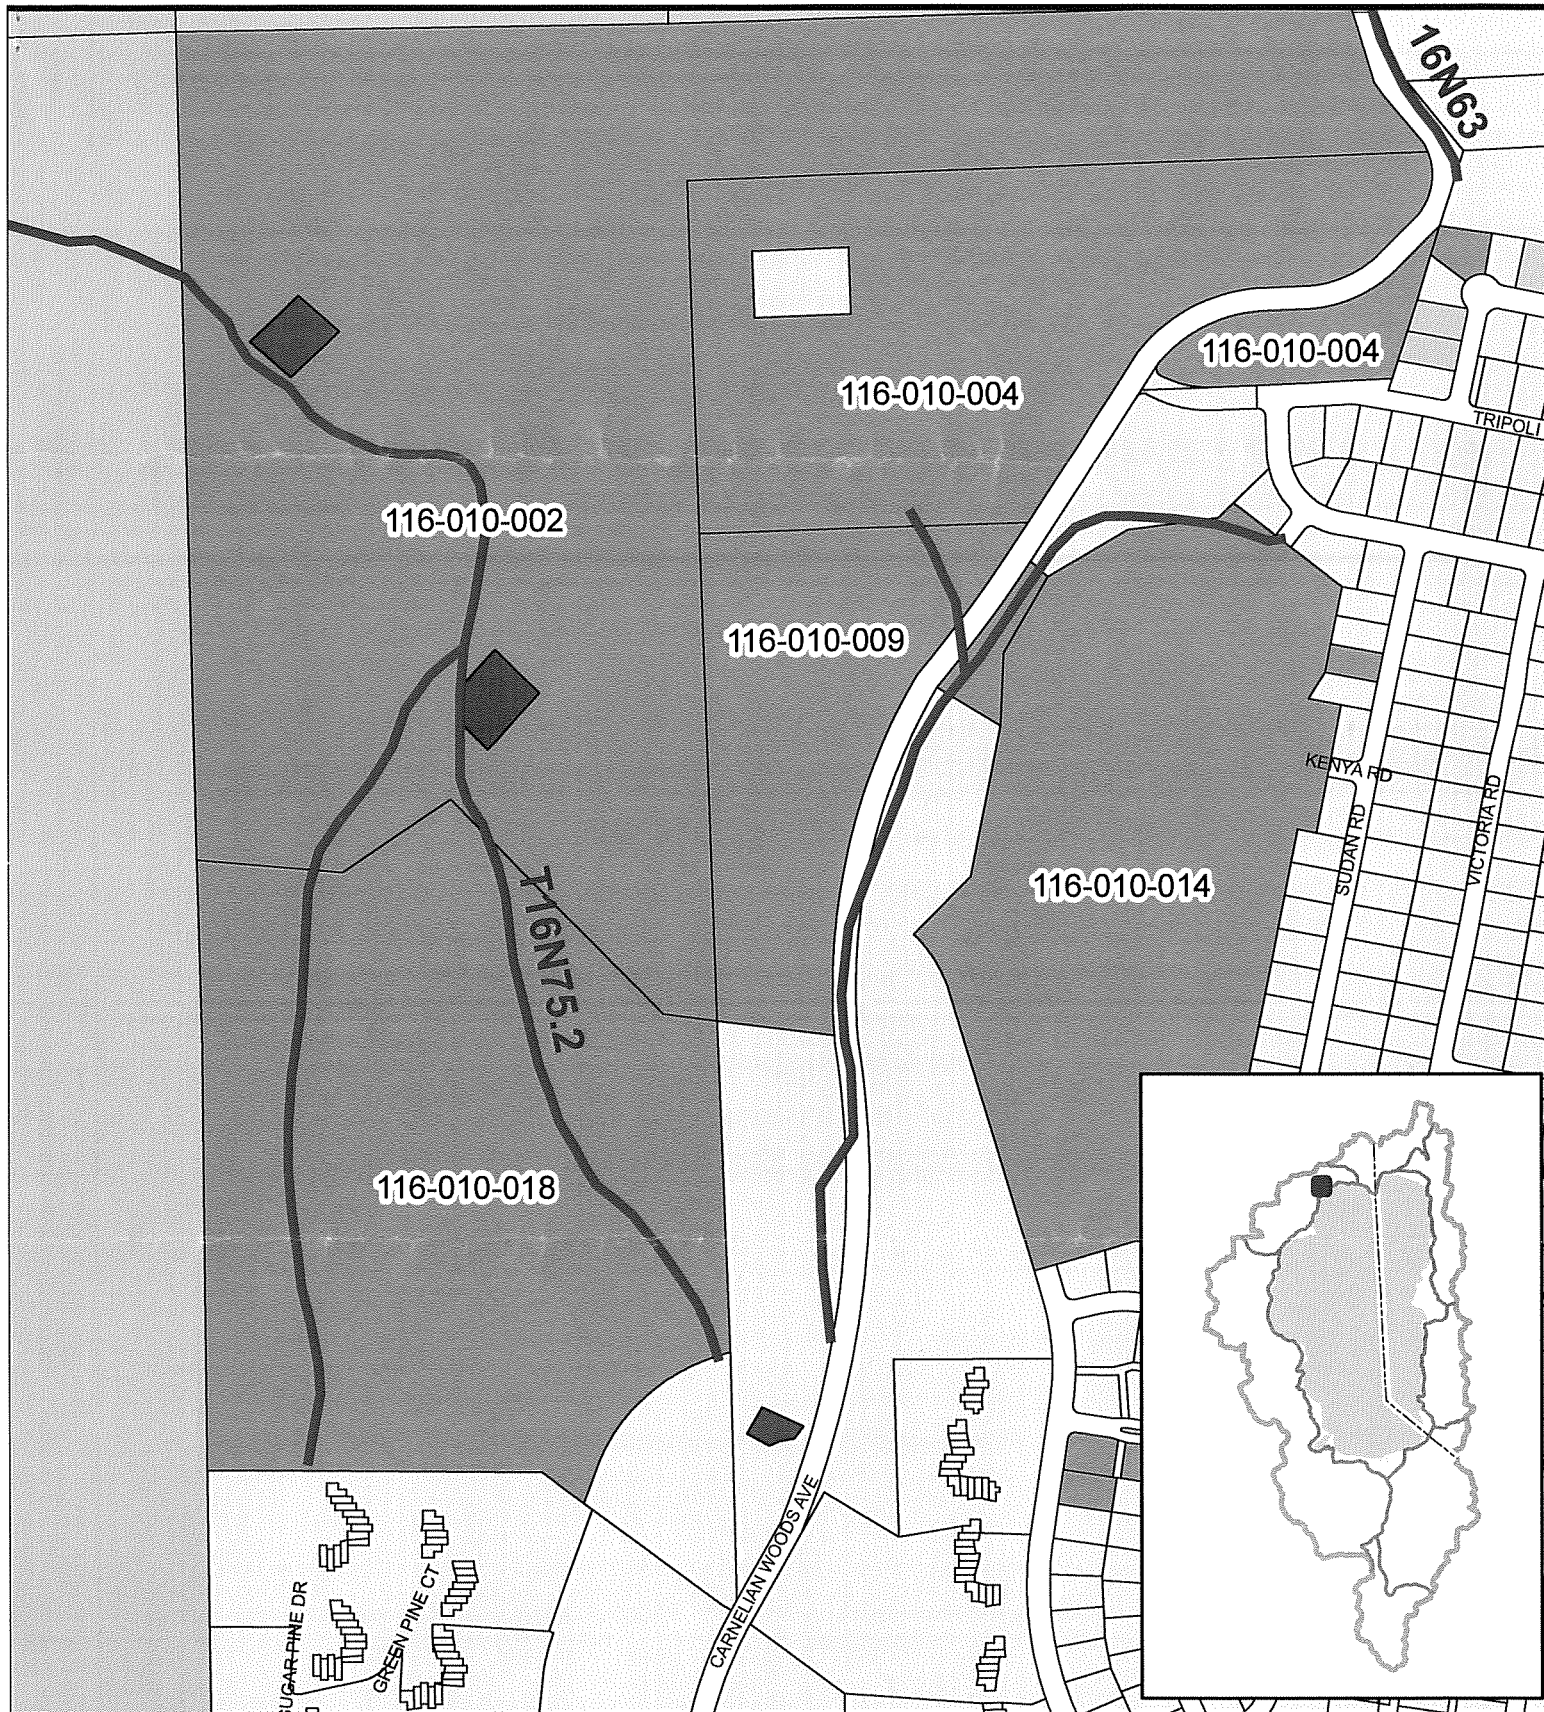 16N63
116-010-004
116-010-004
TRIPOLI
116-010-002
116-010-009
KENYA RD
SUDAN RD
VICTORIA RD
116-010-014
T16N75.2
116-010-018
CARNELIAN WOODS AVE
SUGAR PINE DR
GREEN PINE CT